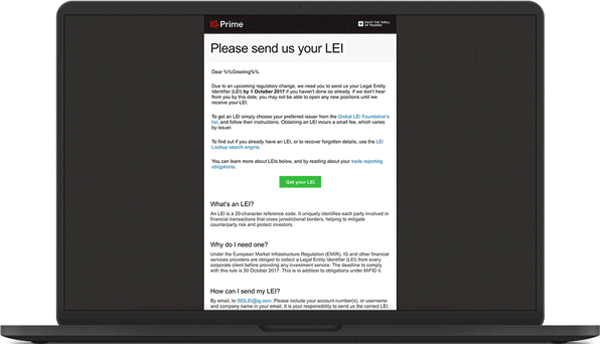 IG Prime
ENJOY THE THRILL
OF TRADING
Please send us your LEI
Dear %%Greeting%%
Due to an upcoming regulatory change, we need you to send us your Legal Entity
Identifier (LEI) by 1 October 2017 if you haven't done so already. If we don't hear
from you by this date, you may not be able to open any new positions until we
receive your LEI.
To get an LEI simply choose your preferred issuer from the Global LEI Foundation's
list, and follow their instructions. Obtaining an LEI incurs a small fee, which varies
by issuer.
To find out if you already have an LEI, or to recover forgotten details, use the LEI
Lookup search engine.
You can learn more about LEIs below, and by reading about your trade reporting
obligations.
Get your LEI
What's an LEI?
An LEI is a 20-character reference code. It uniquely identifies each party involved in
financial transactions that cross jurisdictional borders, helping to mitigate
counterparty risk and protect investors.
Why do I need one?
Under the European Market Infrastructure Regulation (EMIR), IG and other financial
services providers are obliged to collect a Legal Entity Identifier (LEI) from every
corporate client before providing any investment service. The deadline to comply
with this rule is 30 October 2017. This is in addition to obligations under MiFID II.
How can I send my LEI?
By email, to ISDLEI@ig.com. Please include your account number(s), or username
and company name in your email. It is your responsibility to send us the correct LEI.